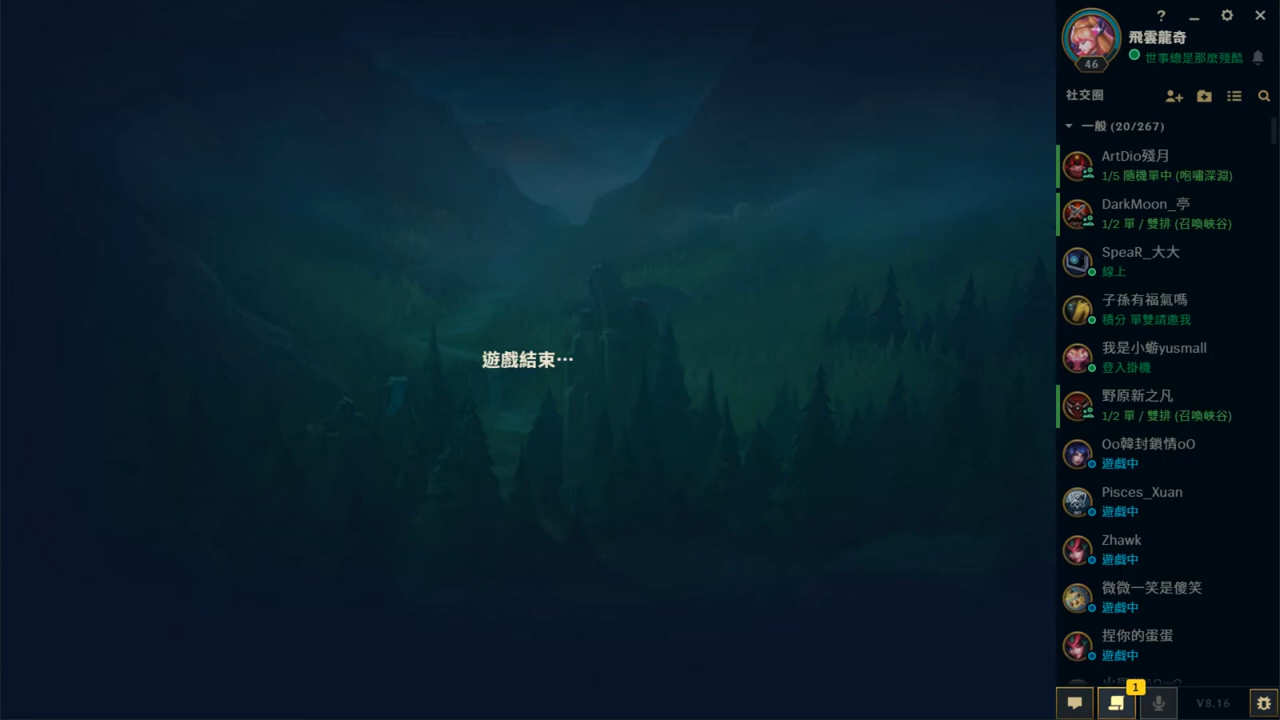 ?
飛雲龍奇
46
世事總是那麼殘酷
社交圈
一般 (20/267)
ArtDio殘月
1/5 隨機單中 (咆嘯深淵)
DarkMoon_亭
1/2 單 / 雙排 (召喚峽谷)
SpeaR_大大
線上
子孫有福氣嗎
積分 單雙請邀我
我是小蝣yusmall
登入掛機
野原新之凡
1/2 單 / 雙排 (召喚峽谷)
Oo韓封鎖情oO
遊戲中
Pisces_Xuan
遊戲中
Zhawk
遊戲中
微微一笑是傻笑
遊戲中
捏你的蛋蛋
遊戲中
遊戲結束…
1
V8.16